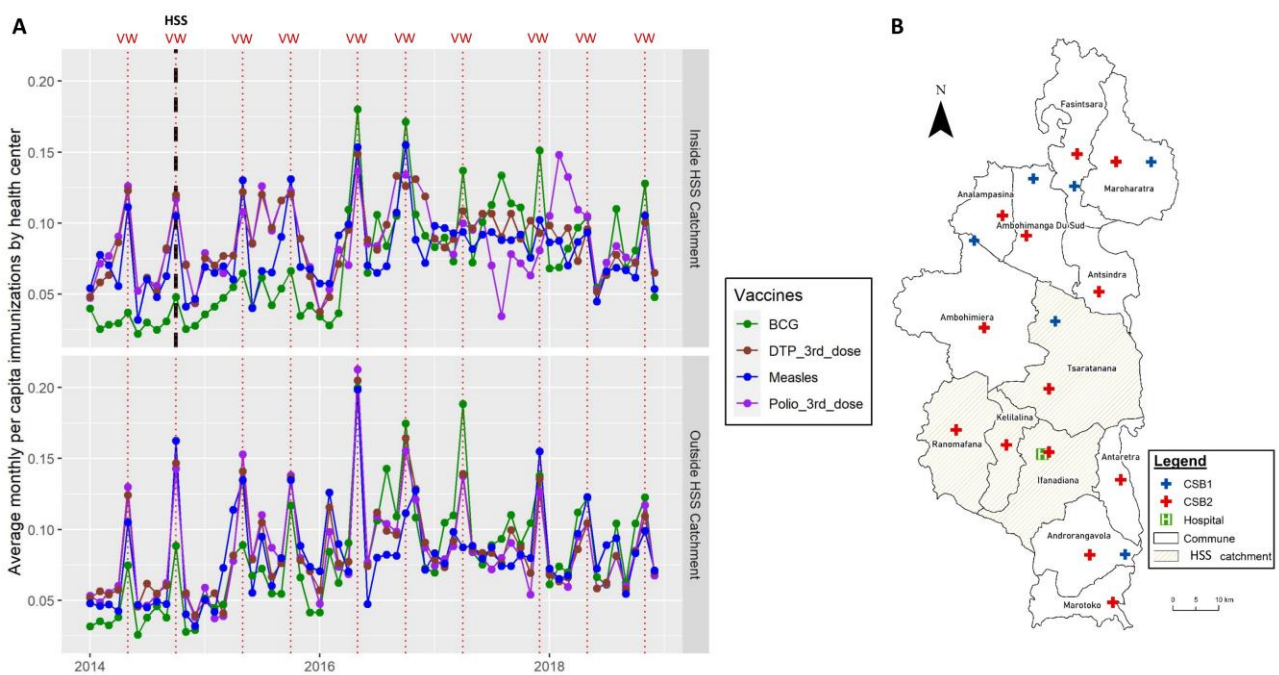 A
HSS
VW VW VW VW VW VW VW VW VW VW
Average monthly per capita immunizations by health center
0.20
0.15
0.10
0.05
Inside HSS Catchment
0.20
0.15
0.10
0.05
Outside HSS Catchment
2014 2016 2018
Vaccines
BCG
DTP_3rd_dose
Measles
Polio_3rd_dose
B
N
Fasintsara
Maroharatra
Analampasina
Ambohimanga Du Sud
Antsindra
Ambohimiera
Tsaratanana
Kelilalina
Ranomafana
Ifanadiana
Antaretra
Androrangavola
Marotoko
Legend
CSB1
CSB2
H Hospital
Commune
HSS catchment
0 5 10 km